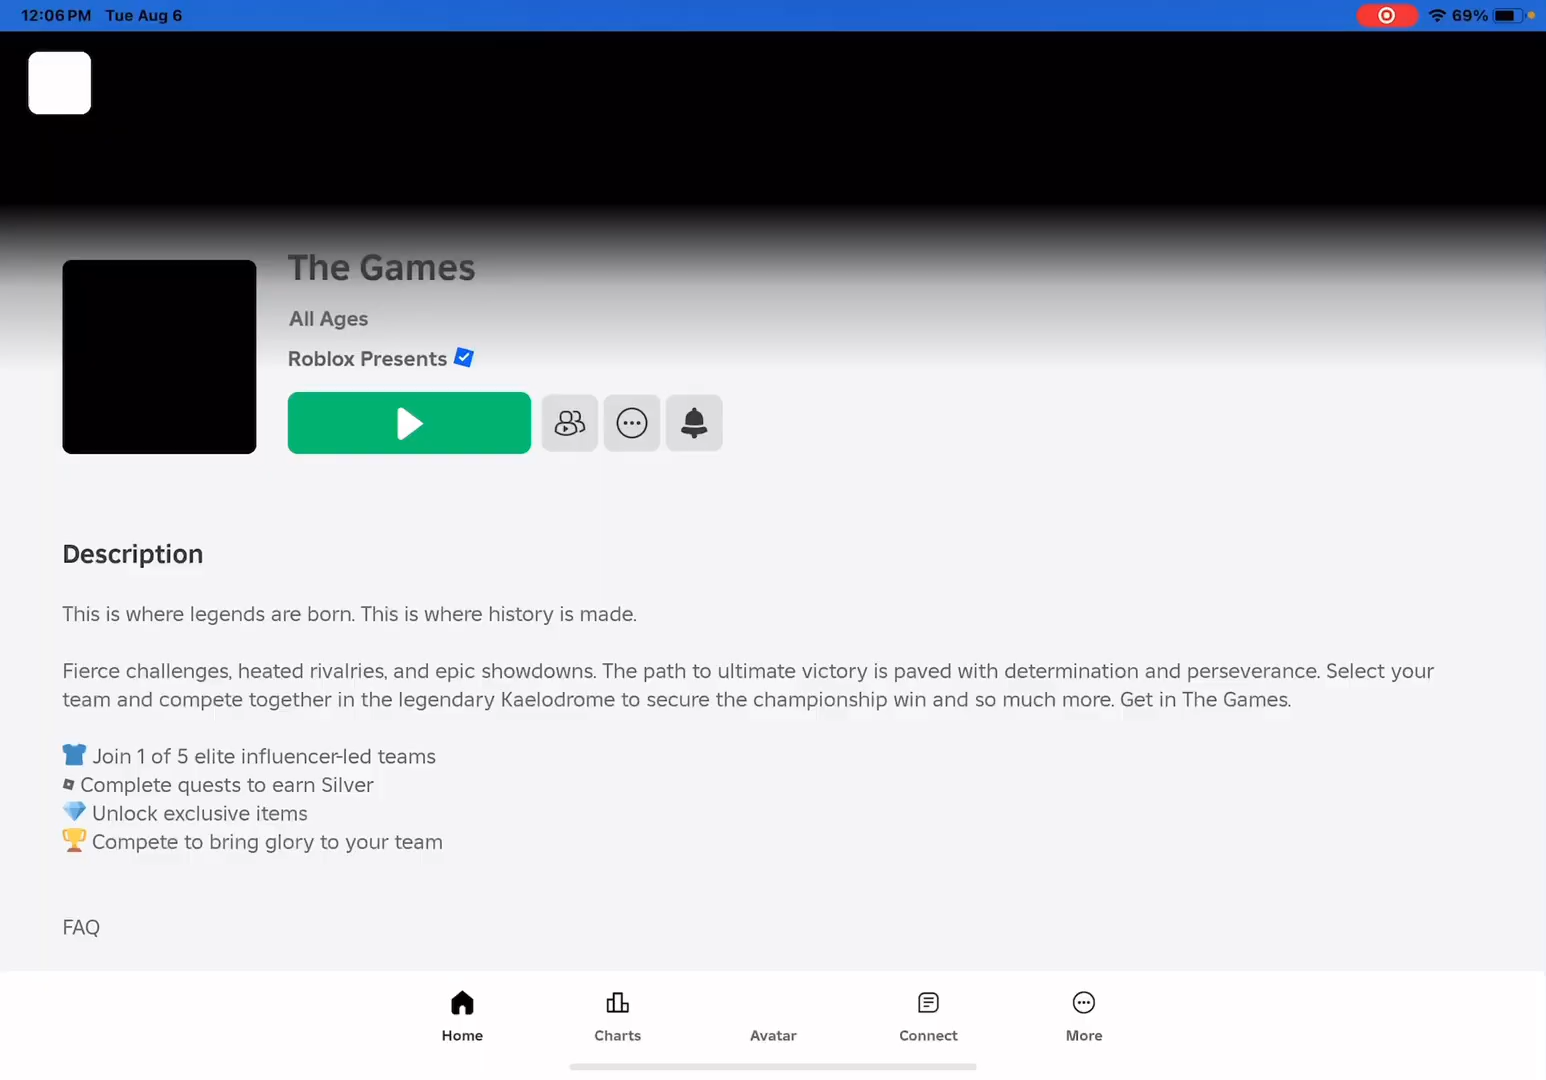 12:06 PM Tue Aug 6
69%
The Games
All Ages
Roblox Presents
Description
This is where legends are born. This is where history is made.
Fierce challenges, heated rivalries, and epic showdowns. The path to ultimate victory is paved with determination and perseverance. Select your
team and compete together in the legendary Kaelodrome to secure the championship win and so much more. Get in The Games.
Join 1 of 5 elite influencer-led teams
Complete quests to earn Silver
Unlock exclusive items
Compete to bring glory to your team
FAQ
Home Charts Avatar Connect More